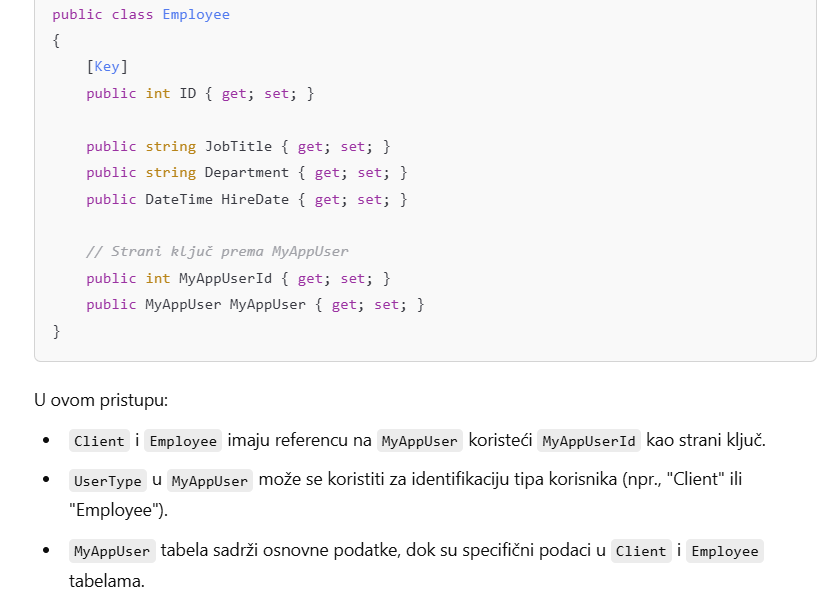 public class Employee
{
[Key]
public int ID { get; set; }
public string JobTitle { get; set; }
public string Department { get; set; }
public DateTime HireDate { get; set; }
// Strani ključ prema MyAppUser
public int MyAppUserId { get; set; }
public MyAppUser MyAppUser { get; set; }
}
U ovom pristupu:
• Client i Employee imaju referencu na MyAppUser koristeći MyAppUserId kao strani ključ.
• UserType u MyAppUser može se koristiti za identifikaciju tipa korisnika (npr., "Client" ili
"Employee").
• MyAppUser tabela sadrži osnovne podatke, dok su specifični podaci u Client i Employee
tabelama.